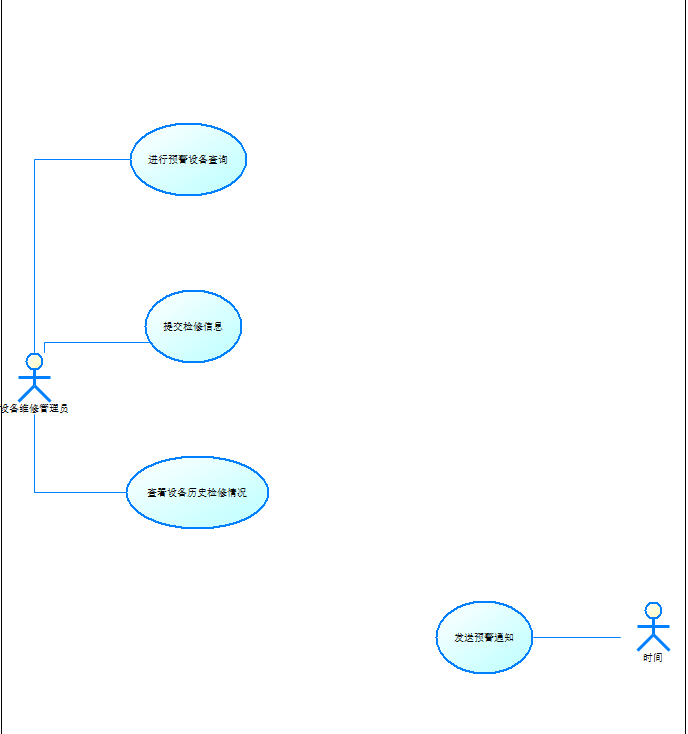 进行预警设备查询
提交检修信息
设备维修管理员
查看设备历史检修情况
发送预警通知
时间